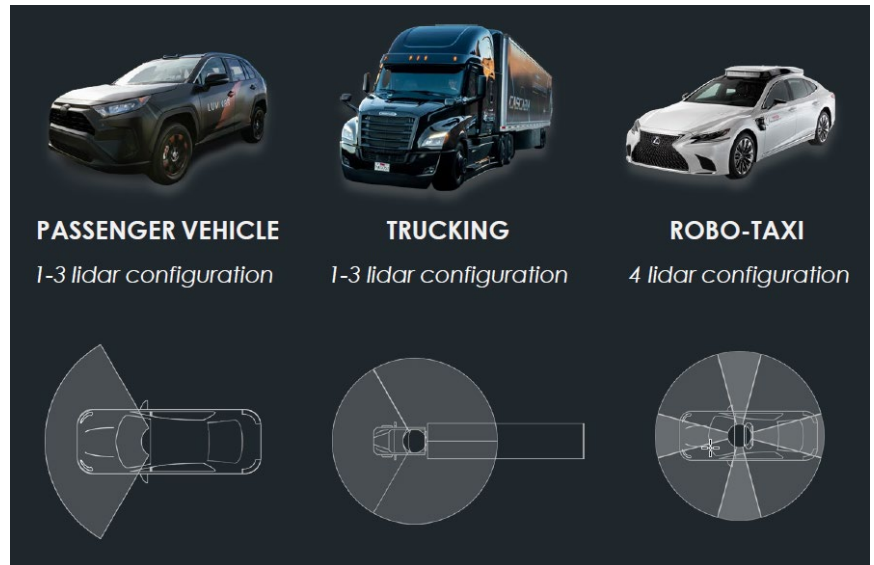 PASSENGER VEHICLE
1-3 lidar configuration
TRUCKING
1-3 lidar configuration
ROBO-TAXI
4 lidar configuration